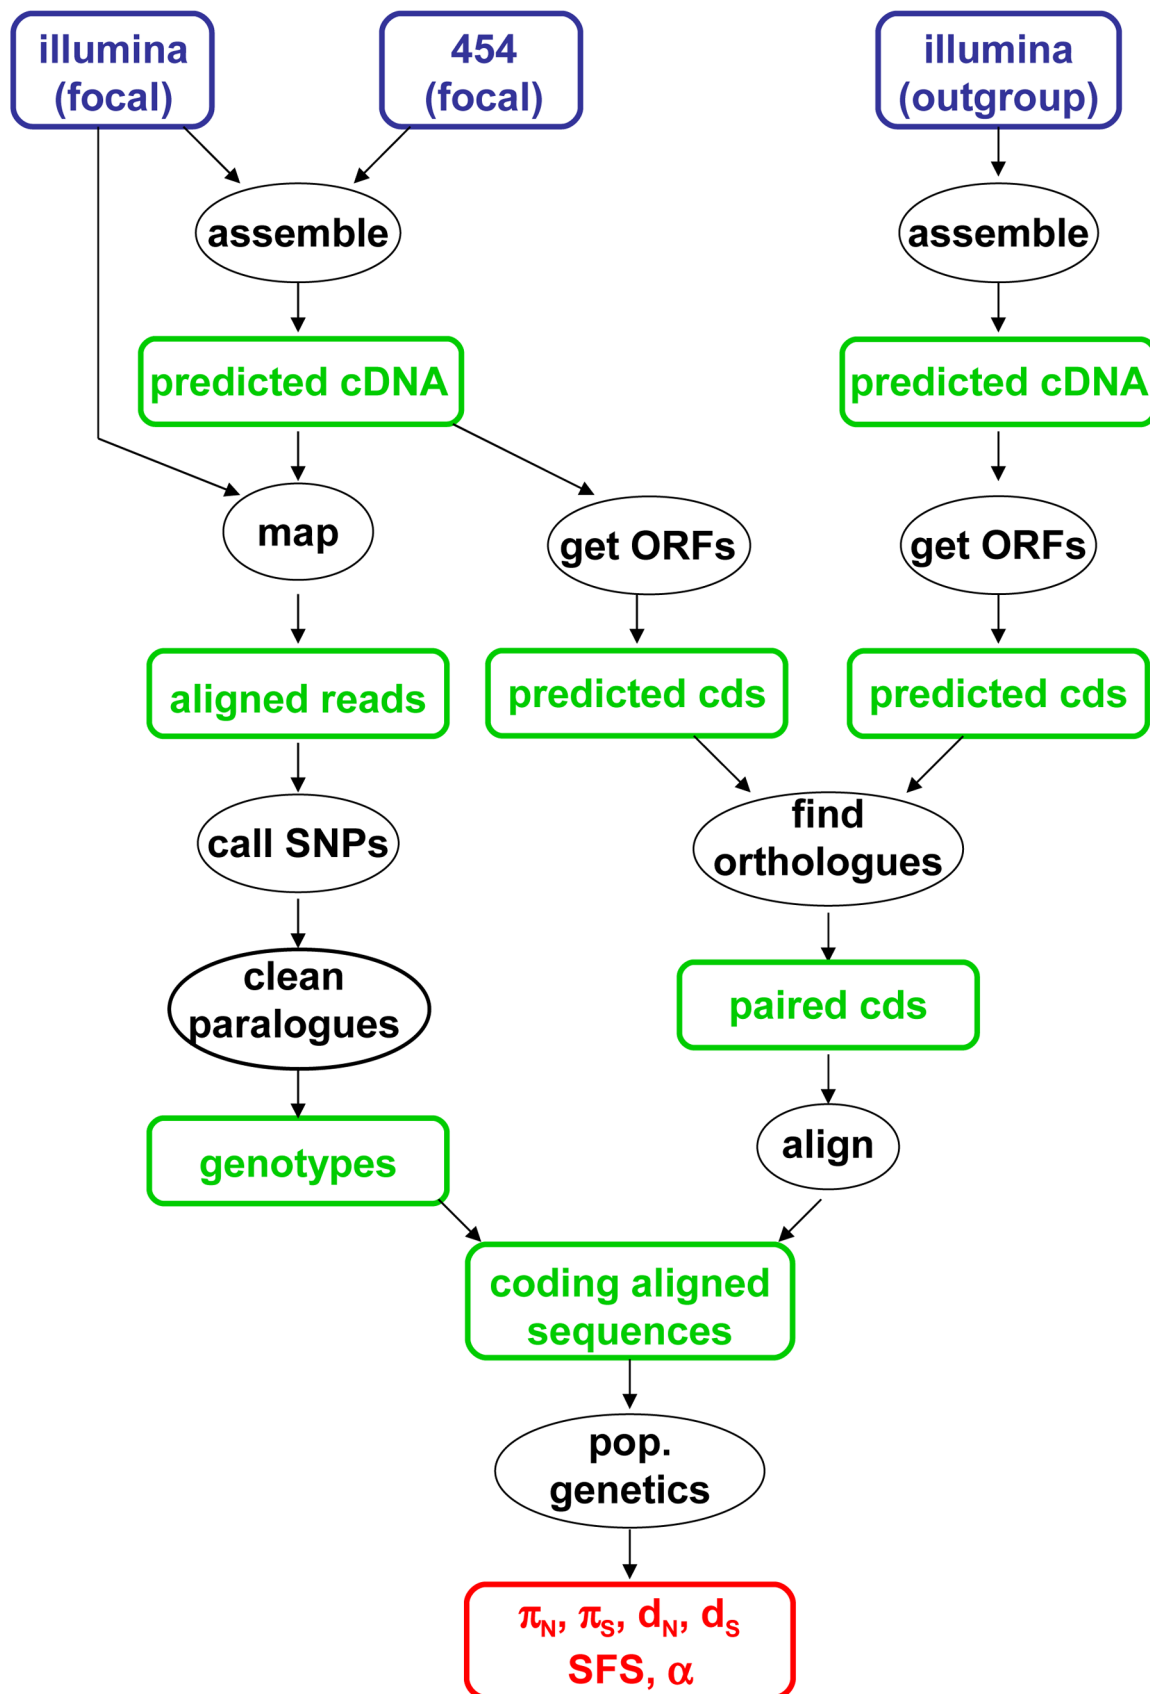 illumina
(focal)
454
(focal)
illumina
(outgroup)
assemble
assemble
predicted cDNA
predicted cDNA
map
get ORFs
get ORFs
aligned reads
predicted cds
predicted cds
call SNPs
find
orthologues
clean
paralogues
paired cds
genotypes
align
coding aligned
sequences
pop.
genetics
πN, πS, dN, dS
SFS, α